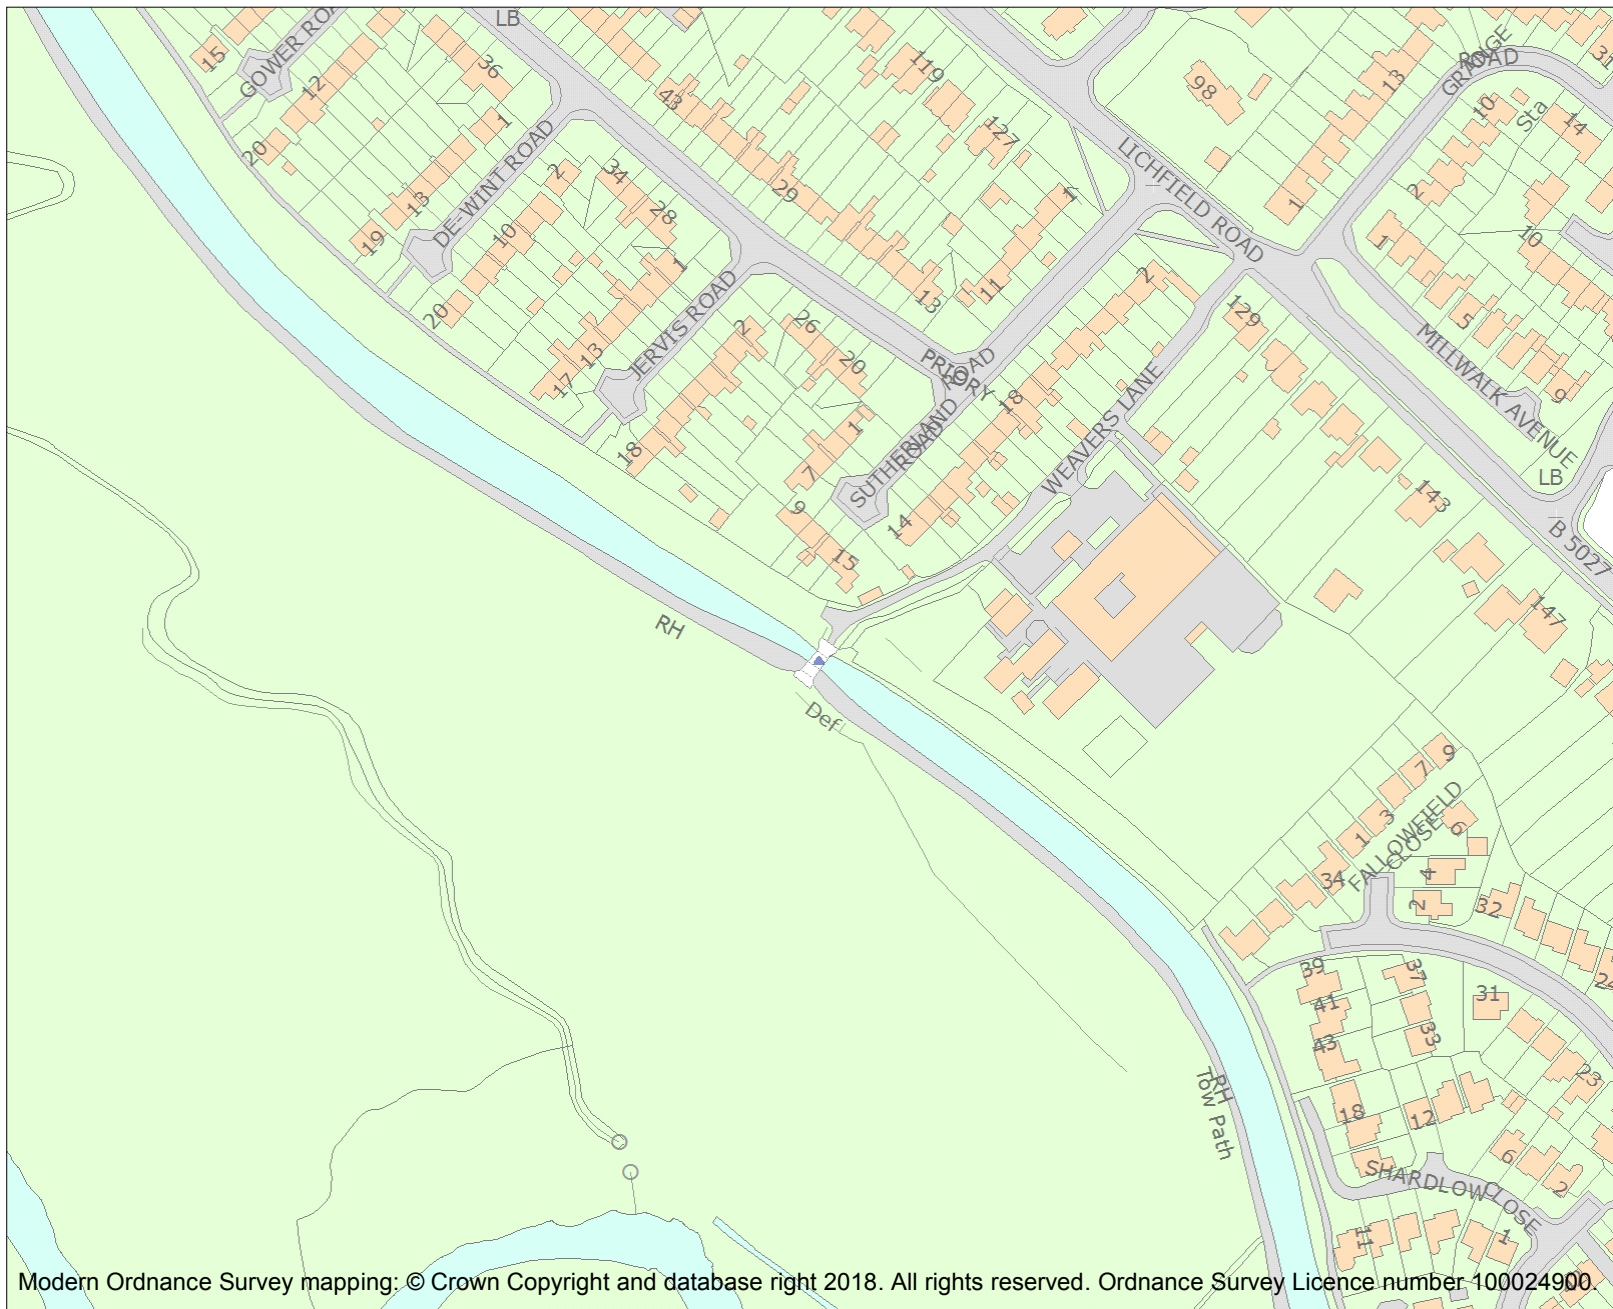 LB
GOWER ROA
15
12
36
20
43
119
98
13
GRANGE
ROAD
31
10
Sta
14
127
1
DE-WINT ROAD
2
34
29
LICHFIELD ROAD
1
13
19
10
28
1
2
1
10
20
JERVIS ROAD
1
13
11
2
129
5
MILLWALK AVENUE
9
13
17
2
26
20
PRIORY
ROAD
18
WEAVERS LANE
18
1
7
SUTHERLAND
ROAD
9
14
15
143
LB
B 5027
147
RH
Def
9
7
3
1
FALLOWFIELD
CLOSE
6
4
2
34
32
24
39
41
43
37
33
31
23
RH
Tow Path
18
12
6
2
SHARDLOW
CLOSE
11
1
Modern Ordnance Survey mapping: © Crown Copyright and database right 2018. All rights reserved. Ordnance Survey Licence number 100024900.